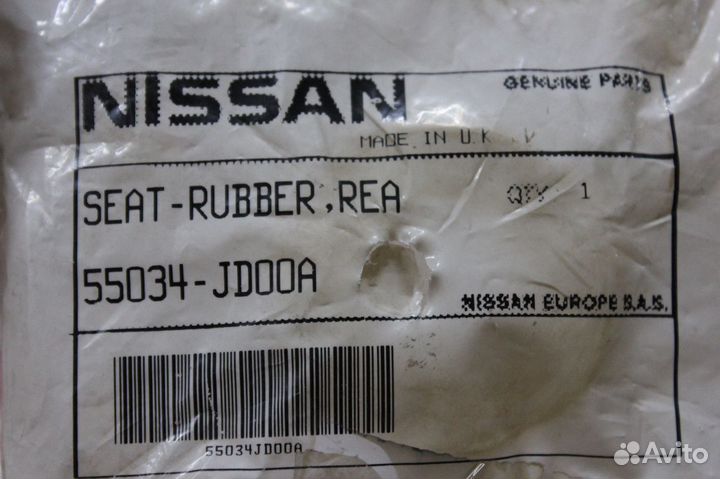 NISSAN
GENUINE PARTS
MADE IN U.K
SEAT-RUBBER,REA
QTY 1
55034-JD00A
NISSAN EUROPE S.A.S.
55034JD00A
Avito